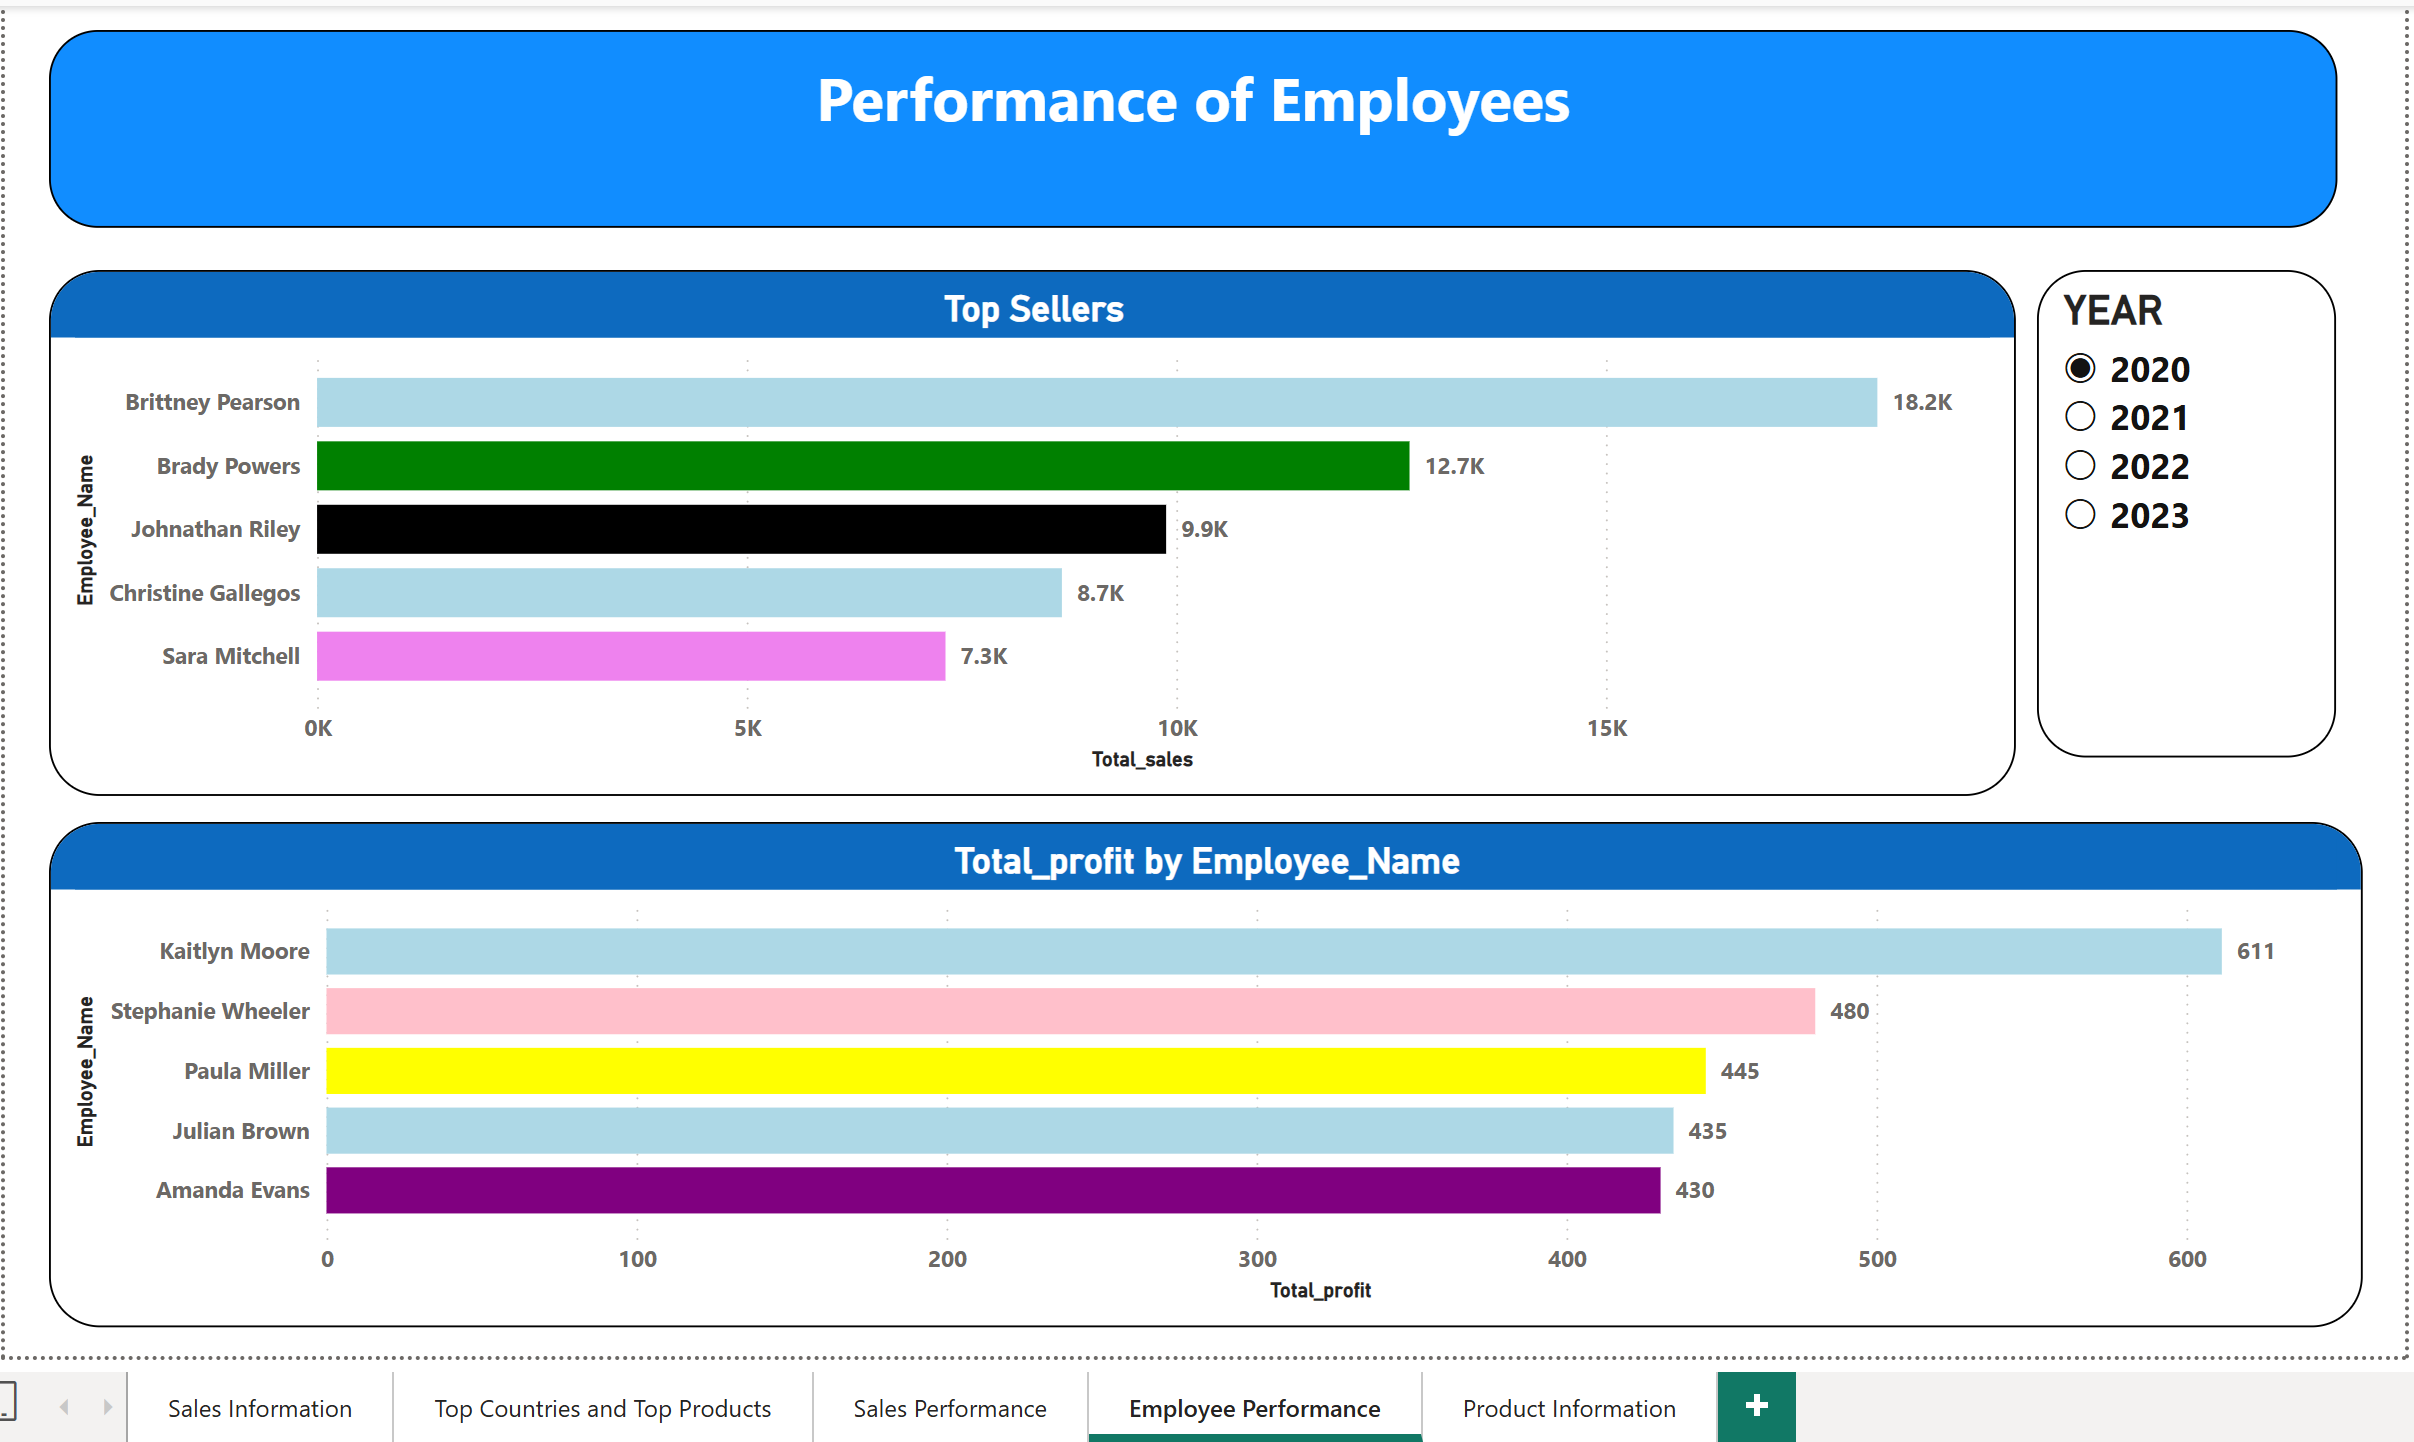 Performance of Employees
Top Sellers
Employee_Name
Brittney Pearson 18.2K
Brady Powers 12.7K
Johnathan Riley 9.9K
Christine Gallegos 8.7K
Sara Mitchell 7.3K
0K 5K 10K 15K
Total_sales
YEAR
2020
2021
2022
2023
Total_profit by Employee_Name
Employee_Name
Kaitlyn Moore 611
Stephanie Wheeler 480
Paula Miller 445
Julian Brown 435
Amanda Evans 430
0 100 200 300 400 500 600
Total_profit
Sales Information Top Countries and Top Products Sales Performance Employee Performance Product Information +